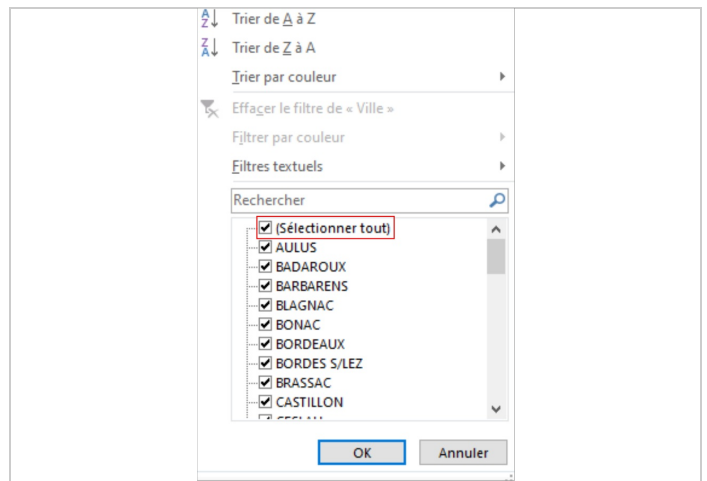 Trier de A à Z
Trier de Z à A
Trier par couleur
Effacer le filtre de « Ville »
Filtrer par couleur
Filtres textuels
Rechercher
(Sélectionner tout)
AULUS
BADAROUX
BARBARENS
BLAGNAC
BONAC
BORDEAUX
BORDES S/LEZ
BRASSAC
CASTILLON
OK Annuler